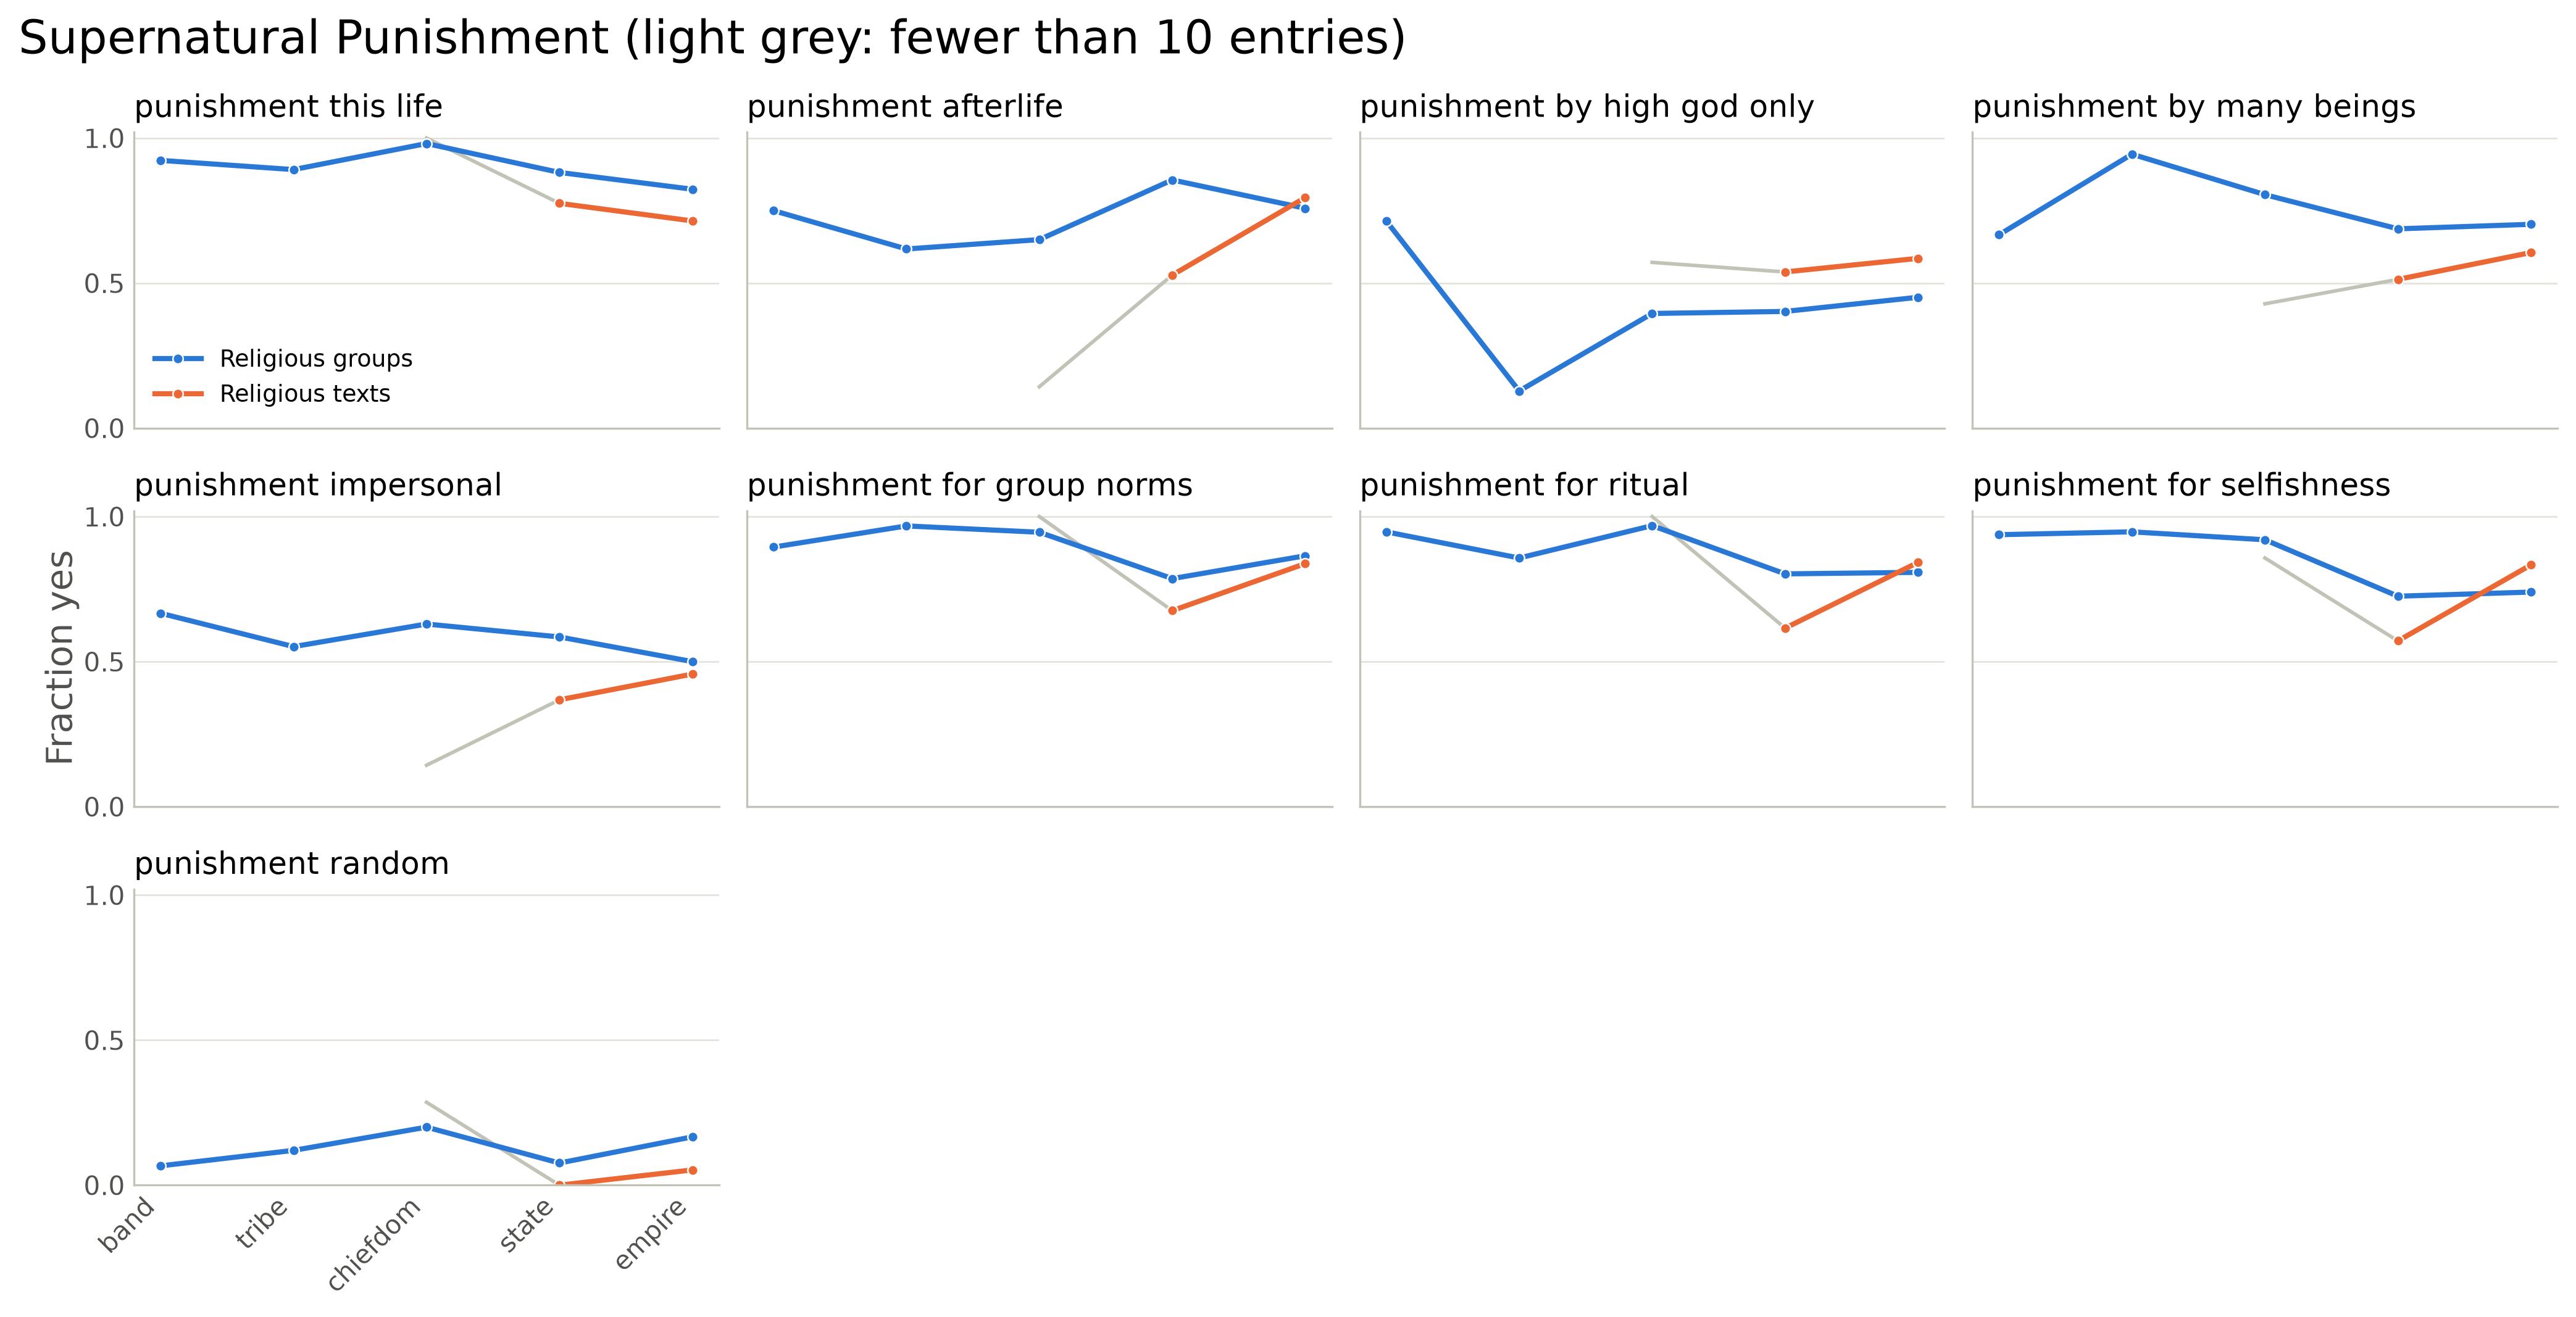 Supernatural Punishment (light grey: fewer than 10 entries)
punishment this life
punishment afterlife
punishment by high god only
punishment by many beings
1.0
0.5
0.0
Religious groups
Religious texts
punishment impersonal
punishment for group norms
punishment for ritual
punishment for selfishness
Fraction yes
1.0
0.5
0.0
punishment random
1.0
0.5
0.0
band
tribe
chiefdom
state
empire